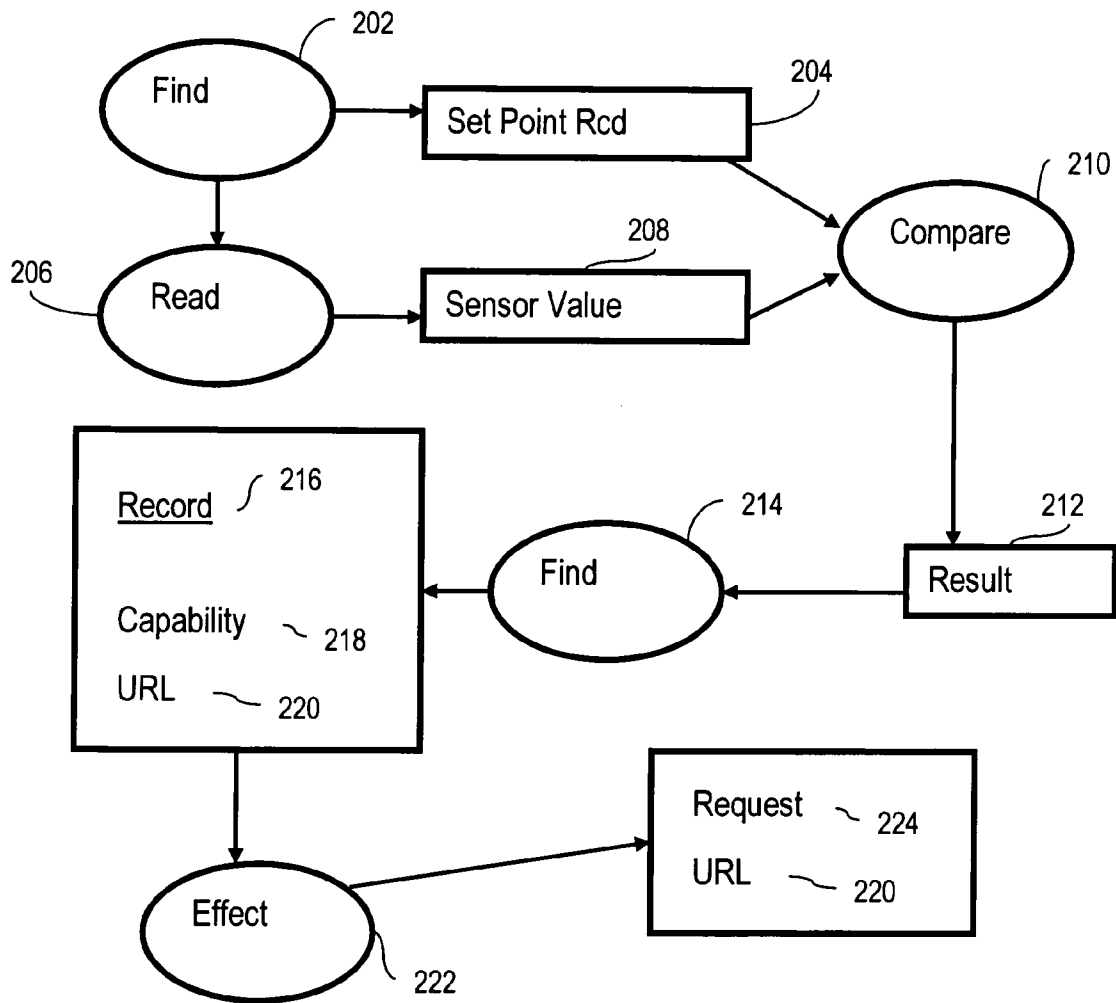 202
Find
204
Set Point Rcd
210
Compare
208
206
Read
Sensor Value
216
Record
214
212
Find
Result
Capability
218
URL
220
Request
224
URL
220
Effect
222